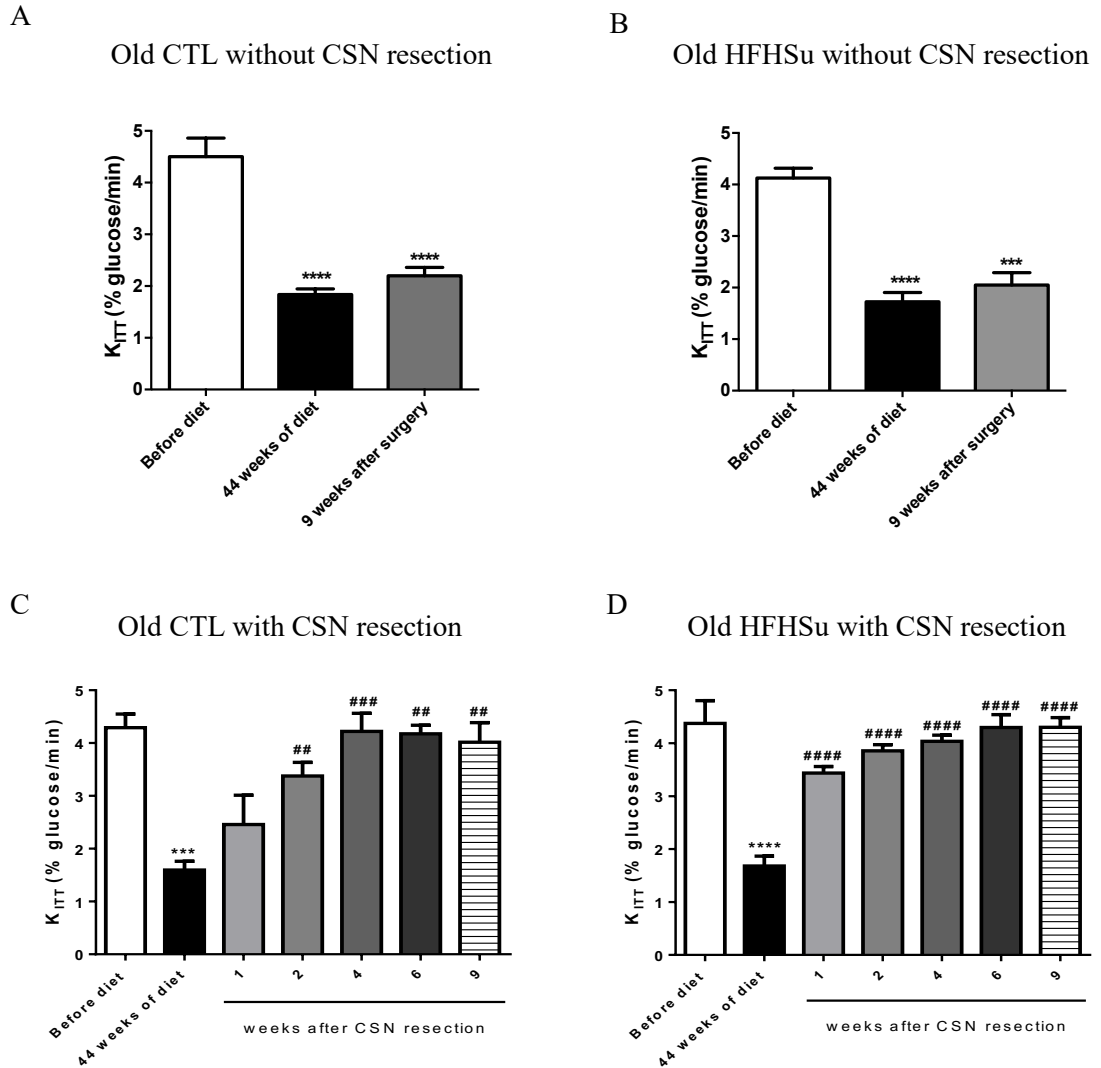 A
Old CTL without CSN resection
5
4
3
2
1
0
K_ITT (% glucose/min)
****
****
Before diet
44 weeks of diet
9 weeks after surgery
B
Old HFHSu without CSN resection
5
4
3
2
1
0
K_ITT (% glucose/min)
****
***
Before diet
44 weeks of diet
9 weeks after surgery
C
Old CTL with CSN resection
5
4
3
2
1
0
K_ITT (% glucose/min)
***
##
###
##
##
Before diet
44 weeks of diet
1
2
4
6
9
weeks after CSN resection
D
Old HFHSu with CSN resection
5
4
3
2
1
0
K_ITT (% glucose/min)
****
####
####
####
####
####
Before diet
44 weeks of diet
1
2
4
6
9
weeks after CSN resection